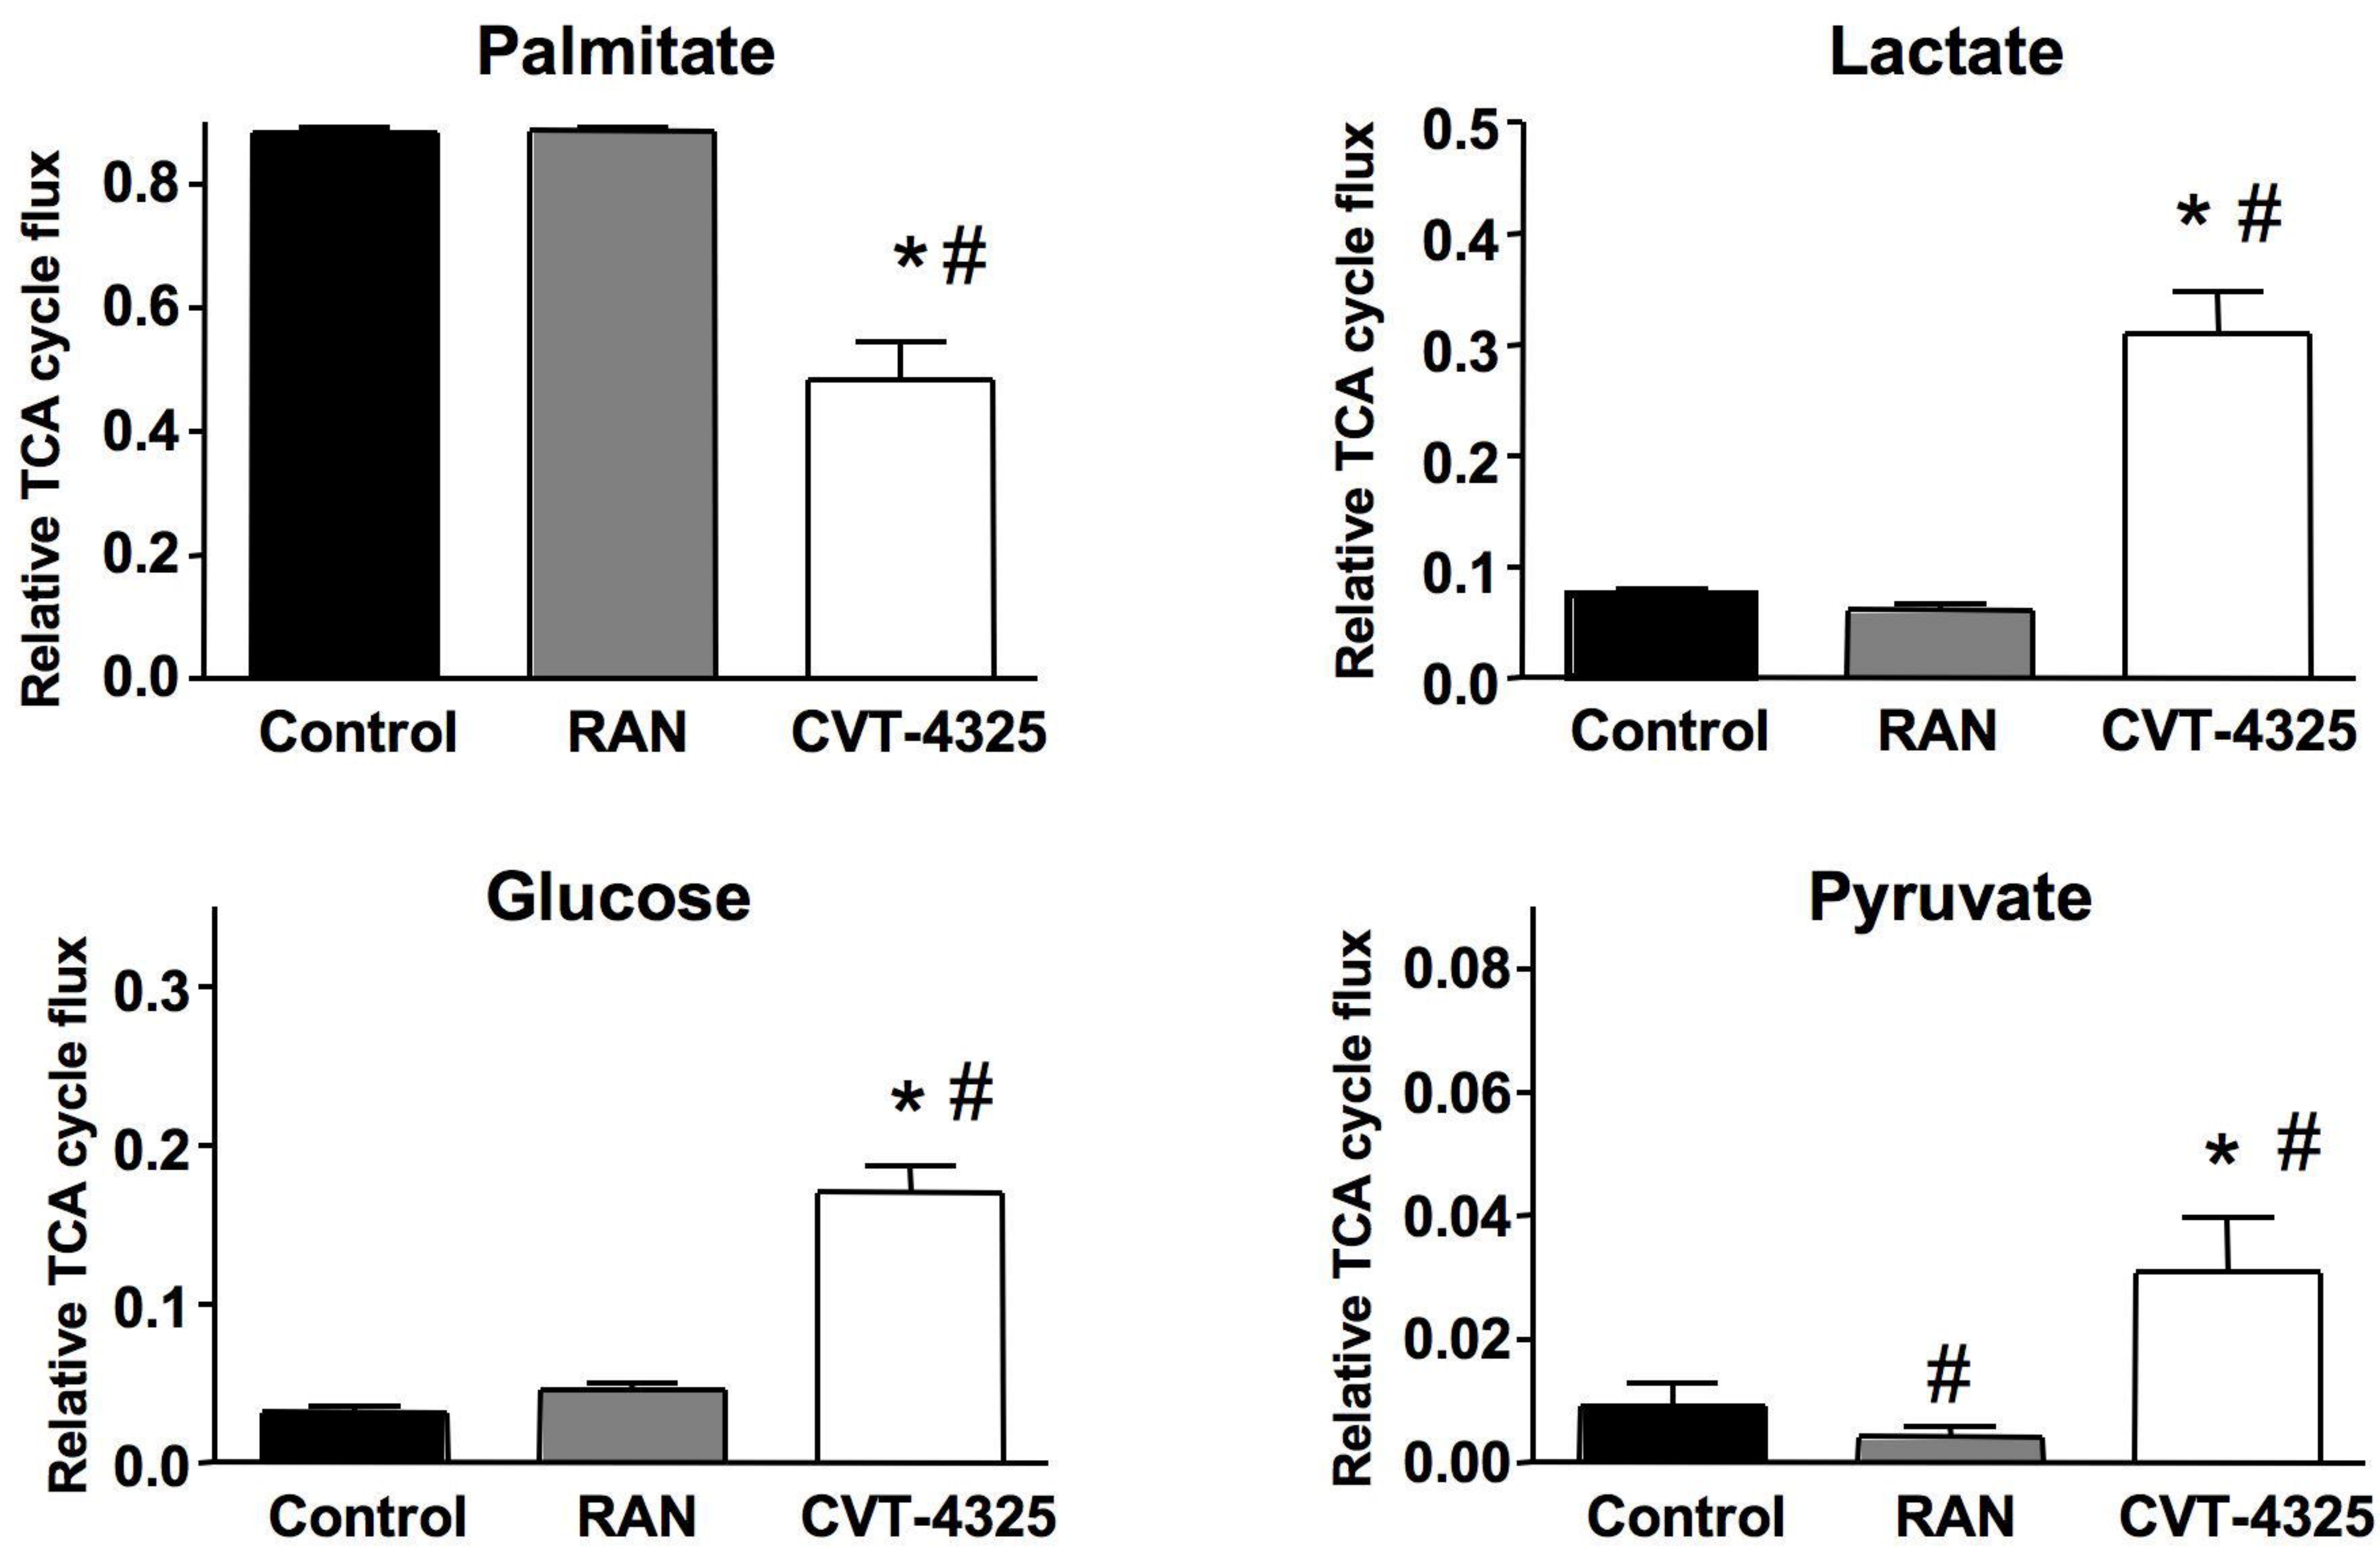 Palmitate
Relative TCA cycle flux
0.8
0.6
0.4
0.2
0.0
* #
Control RAN CVT-4325
Lactate
Relative TCA cycle flux
0.5
0.4
0.3
0.2
0.1
0.0
* #
Control RAN CVT-4325
Glucose
Relative TCA cycle flux
0.3
0.2
0.1
0.0
* #
Control RAN CVT-4325
Pyruvate
Relative TCA cycle flux
0.08
0.06
0.04
0.02
0.00
* #
#
Control RAN CVT-4325